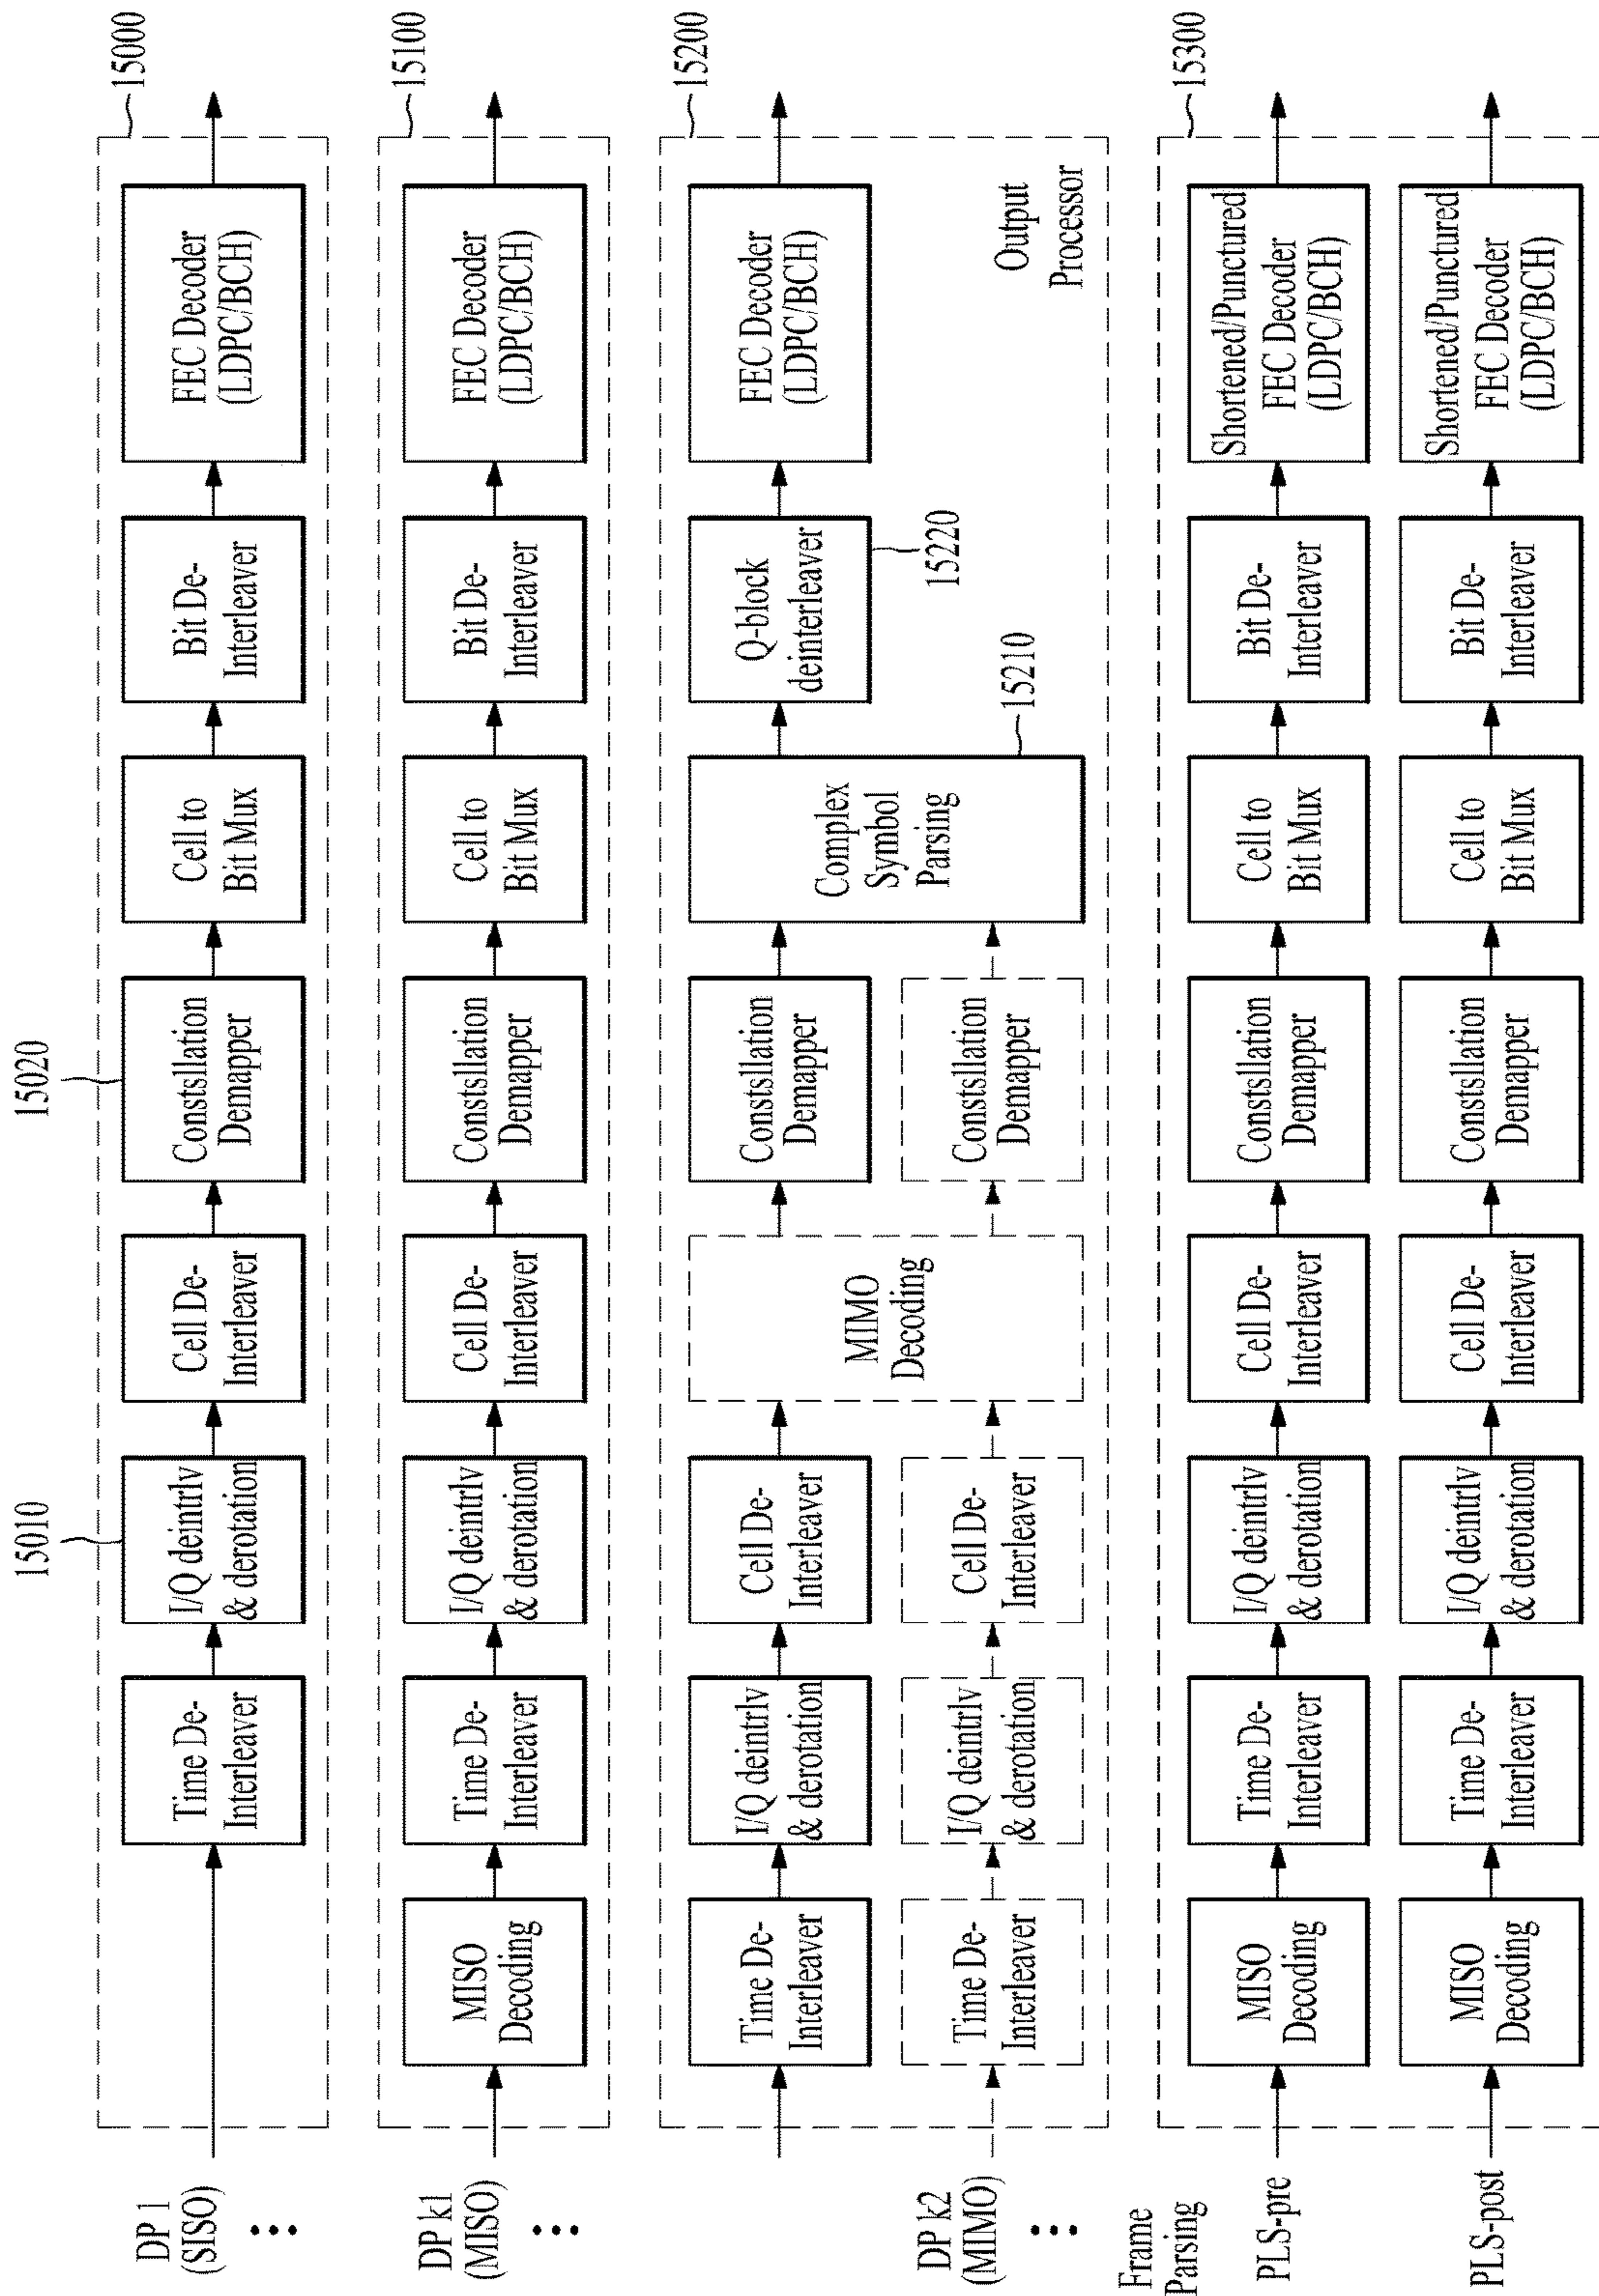 15010
15020
15000
DP 1
(SISO)
Time De-
Interleaver
I/Q deintrlv
& derotation
Cell De-
Interleaver
Constsllation
Demapper
Cell to
Bit Mux
Bit De-
Interleaver
FEC Decoder
(LDPC/BCH)
15100
DP k1
(MISO)
MISO
Decoding
Time De-
Interleaver
I/Q deintrlv
& derotation
Cell De-
Interleaver
Constsllation
Demapper
Cell to
Bit Mux
Bit De-
Interleaver
FEC Decoder
(LDPC/BCH)
15200
Time De-
Interleaver
I/Q deintrlv
& derotation
Cell De-
Interleaver
MIMO
Decoding
Constsllation
Demapper
Complex
Symbol
Parsing
Q-block
deinterleaver
FEC Decoder
(LDPC/BCH)
15220
15210
DP k2
(MIMO)
Time De-
Interleaver
I/Q deintrlv
& derotation
Cell De-
Interleaver
Constsllation
Demapper
Output
Processor
Frame
Parsing
15300
PLS-pre
MISO
Decoding
Time De-
Interleaver
I/Q deintrlv
& derotation
Cell De-
Interleaver
Constsllation
Demapper
Cell to
Bit Mux
Bit De-
Interleaver
Shortened/Punctured
FEC Decoder
(LDPC/BCH)
PLS-post
MISO
Decoding
Time De-
Interleaver
I/Q deintrlv
& derotation
Cell De-
Interleaver
Constsllation
Demapper
Cell to
Bit Mux
Bit De-
Interleaver
Shortened/Punctured
FEC Decoder
(LDPC/BCH)